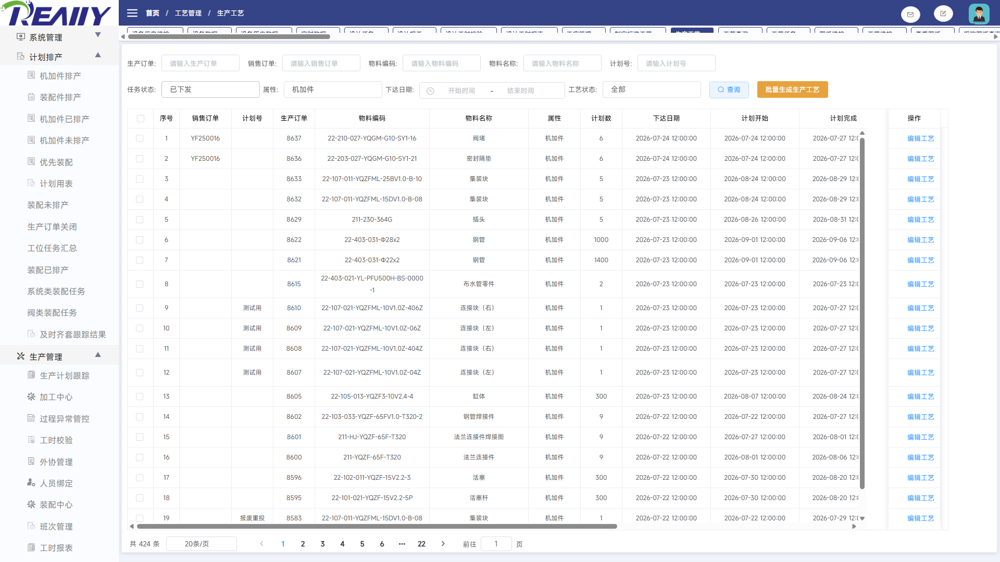 REALLY
首页 / 工艺管理 / 生产工艺
系统管理
计划排产
机加件排产
装配件排产
机加件已排产
机加件未排产
优先装配
计划用表
装配未排产
生产订单关闭
工位任务汇总
装配已排产
系统类装配任务
阀类装配任务
及时齐套跟踪结果
生产管理
生产计划跟踪
加工中心
过程异常管控
工时校验
外协管理
人员绑定
装配中心
班次管理
工时报表
生产订单: 请输入生产订单 销售订单: 请输入销售订单 物料编码: 请输入物料编码 物料名称: 请输入物料名称 计划号: 请输入计划号
任务状态: 已下发 属性: 机加件 下达日期: 开始时间 - 结束时间 工艺状态: 全部 查询 批量生成生产工艺
序号 销售订单 计划号 生产订单 物料编码 物料名称 属性 计划数 下达日期 计划开始 计划完成 操作
1 YF250016 8637 22-210-027-YQGM-G10-SY1-16 阀堵 机加件 6 2026-07-24 12:00:00 2026-07-24 12:00:00 2026-07-27 12:0 编辑工艺
2 YF250016 8636 22-203-027-YQGM-G10-SY1-21 密封隔垫 机加件 6 2026-07-24 12:00:00 2026-07-24 12:00:00 2026-07-27 12:0 编辑工艺
3 8633 22-107-011-YQZFML-25BV1.0-B-10 集装块 机加件 5 2026-07-23 12:00:00 2026-08-24 12:00:00 2026-08-29 12:0 编辑工艺
4 8632 22-107-011-YQZFML-15DV1.0-B-08 集装块 机加件 5 2026-07-23 12:00:00 2026-08-24 12:00:00 2026-08-29 12:0 编辑工艺
5 8629 211-230-364G 插头 机加件 5 2026-07-23 12:00:00 2026-08-26 12:00:00 2026-08-31 12:0 编辑工艺
6 8622 22-403-031-Φ28x2 钢管 机加件 1000 2026-07-23 12:00:00 2026-09-01 12:00:00 2026-09-06 12:0 编辑工艺
7 8621 22-403-031-Φ22x2 钢管 机加件 1400 2026-07-23 12:00:00 2026-09-01 12:00:00 2026-09-06 12:0 编辑工艺
8 8615 22-403-021-YL-PFU500H-BS-0000-1 布水管零件 机加件 2 2026-07-23 12:00:00 2026-07-23 12:00:00 2026-07-23 12:0 编辑工艺
9 测试用 8610 22-107-021-YQZFML-10V1.0Z-406Z 连接块（右） 机加件 1 2026-07-23 12:00:00 2026-07-23 12:00:00 2026-07-27 12:0 编辑工艺
10 测试用 8609 22-107-021-YQZFML-10V1.0Z-06Z 连接块（左） 机加件 1 2026-07-23 12:00:00 2026-07-23 12:00:00 2026-07-27 12:0 编辑工艺
11 测试用 8608 22-107-021-YQZFML-10V1.0Z-404Z 连接块（右） 机加件 1 2026-07-23 12:00:00 2026-07-23 12:00:00 2026-07-27 12:0 编辑工艺
12 测试用 8607 22-107-021-YQZFML-10V1.0Z-04Z 连接块（左） 机加件 1 2026-07-23 12:00:00 2026-07-23 12:00:00 2026-07-27 12:0 编辑工艺
13 8605 22-105-013-YQZF3-10V2.4-4 缸体 机加件 300 2026-07-23 12:00:00 2026-08-07 12:00:00 2026-08-24 12:0 编辑工艺
14 8602 22-103-033-YQZF-65FV1.0-T320-2 钢管焊接件 机加件 9 2026-07-22 12:00:00 2026-07-22 12:00:00 2026-07-27 12:0 编辑工艺
15 8601 211-HJ-YQZF-65F-T320 法兰连接件焊接图 机加件 9 2026-07-22 12:00:00 2026-07-27 12:00:00 2026-08-01 12:0 编辑工艺
16 8600 211-YQZF-65F-T320 法兰连接件 机加件 9 2026-07-22 12:00:00 2026-08-01 12:00:00 2026-08-06 12:0 编辑工艺
17 8596 22-102-011-YQZF-15V2.2-3 活塞 机加件 300 2026-07-22 12:00:00 2026-07-30 12:00:00 2026-08-20 12:0 编辑工艺
18 8595 22-101-021-YQZF-15V2.2-5P 活塞杆 机加件 300 2026-07-22 12:00:00 2026-07-30 12:00:00 2026-08-20 12:0 编辑工艺
19 报废重投 8583 22-107-011-YQZFML-15DV1.0-B-08 集装块 机加件 1 2026-07-22 12:00:00 2026-07-22 12:00:00 2026-07-29 12:0 编辑工艺
共 424 条 20条/页 1 2 3 4 5 6 ··· 22 前往 1 页